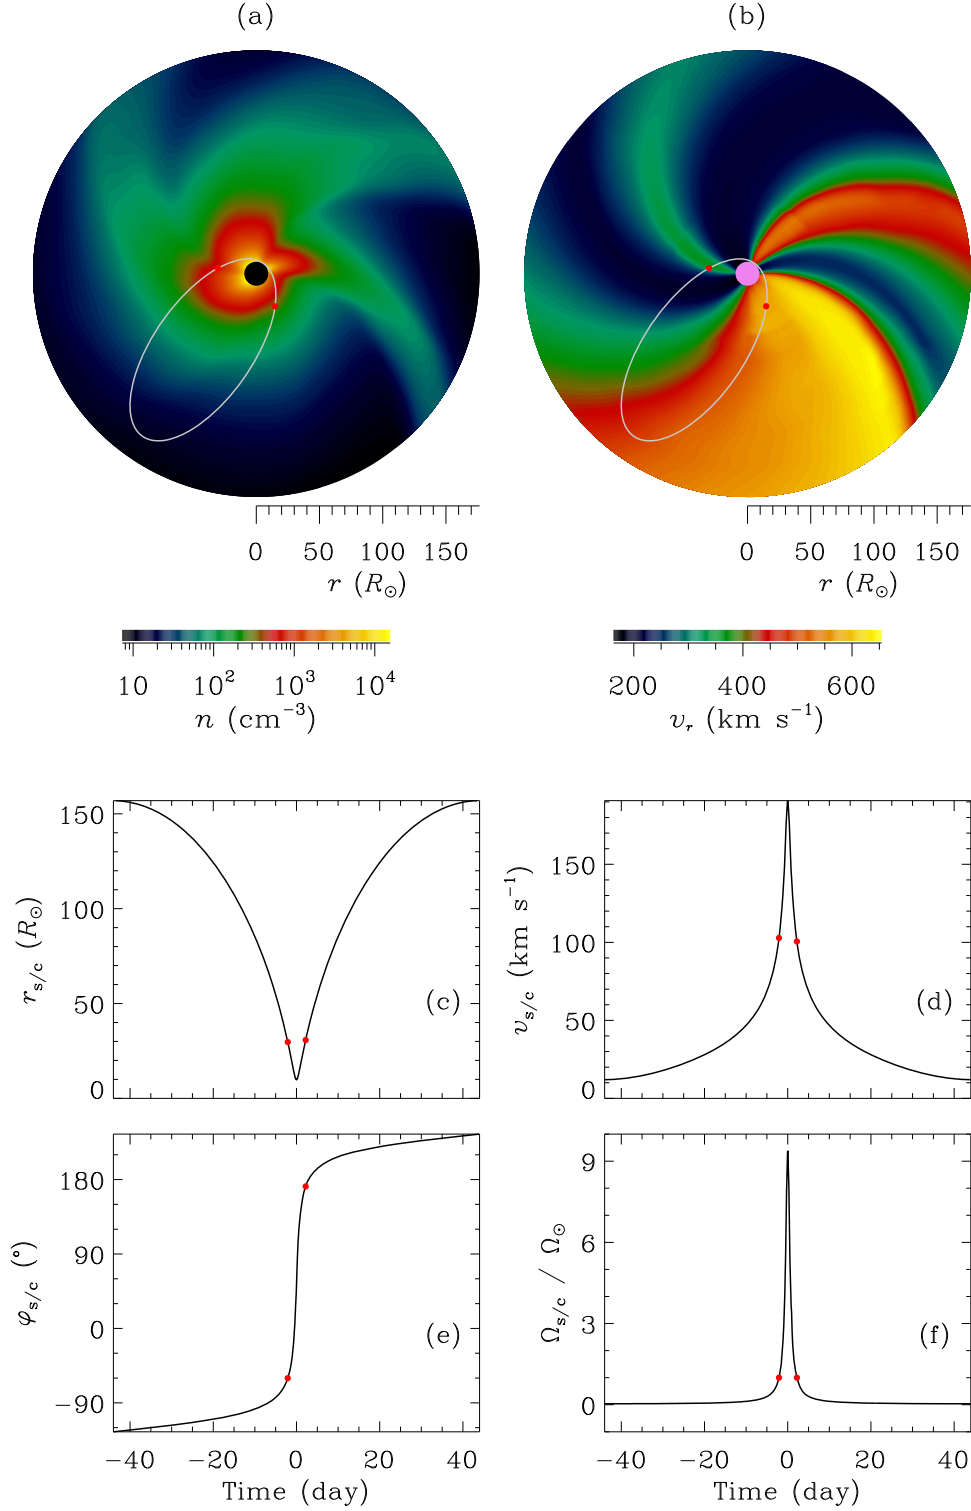 (a) (b)
0 50 100 150 0 50 100 150
r (R⊙) r (R⊙)
10 10² 10³ 10⁴ 200 400 600
n (cm⁻³) υᵣ (km s⁻¹)
150
100
50
0
r_s/c (R⊙)
(c)
150
100
50
0
υ_s/c (km s⁻¹)
(d)
180
90
0
−90
φ_s/c (°)
(e)
9
6
3
0
Ω_s/c / Ω⊙
(f)
−40 −20 0 20 40 −40 −20 0 20 40
Time (day) Time (day)